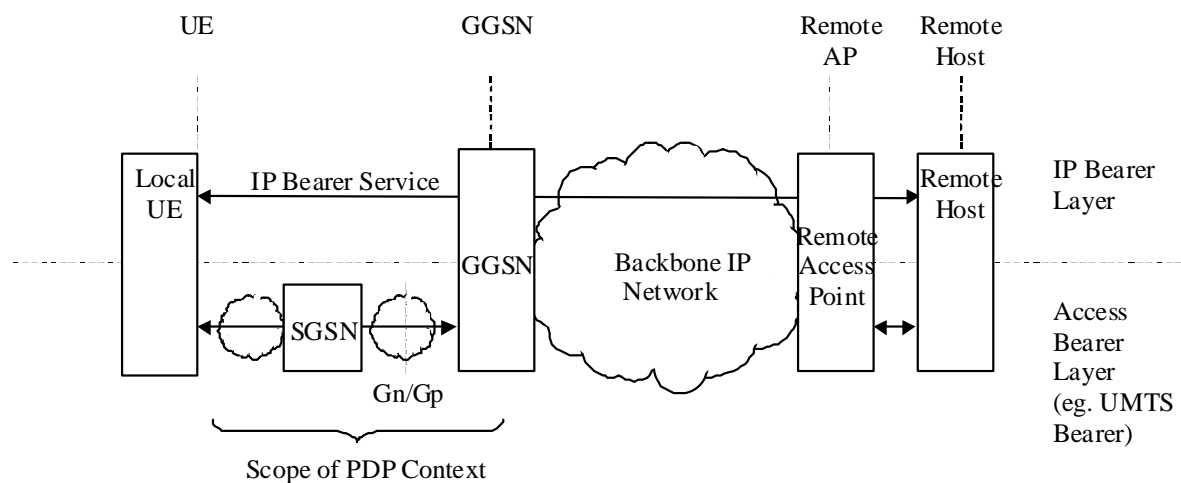 UE
GGSN
Remote
AP
Remote
Host
Local
UE
IP Bearer Service
Remote
Host
IP Bearer
Layer
GGSN
Backbone IP
Network
Remote
Access
Point
SGSN
Gn/Gp
Access
Bearer
Layer
(eg. UMTS
Bearer)
Scope of PDP Context